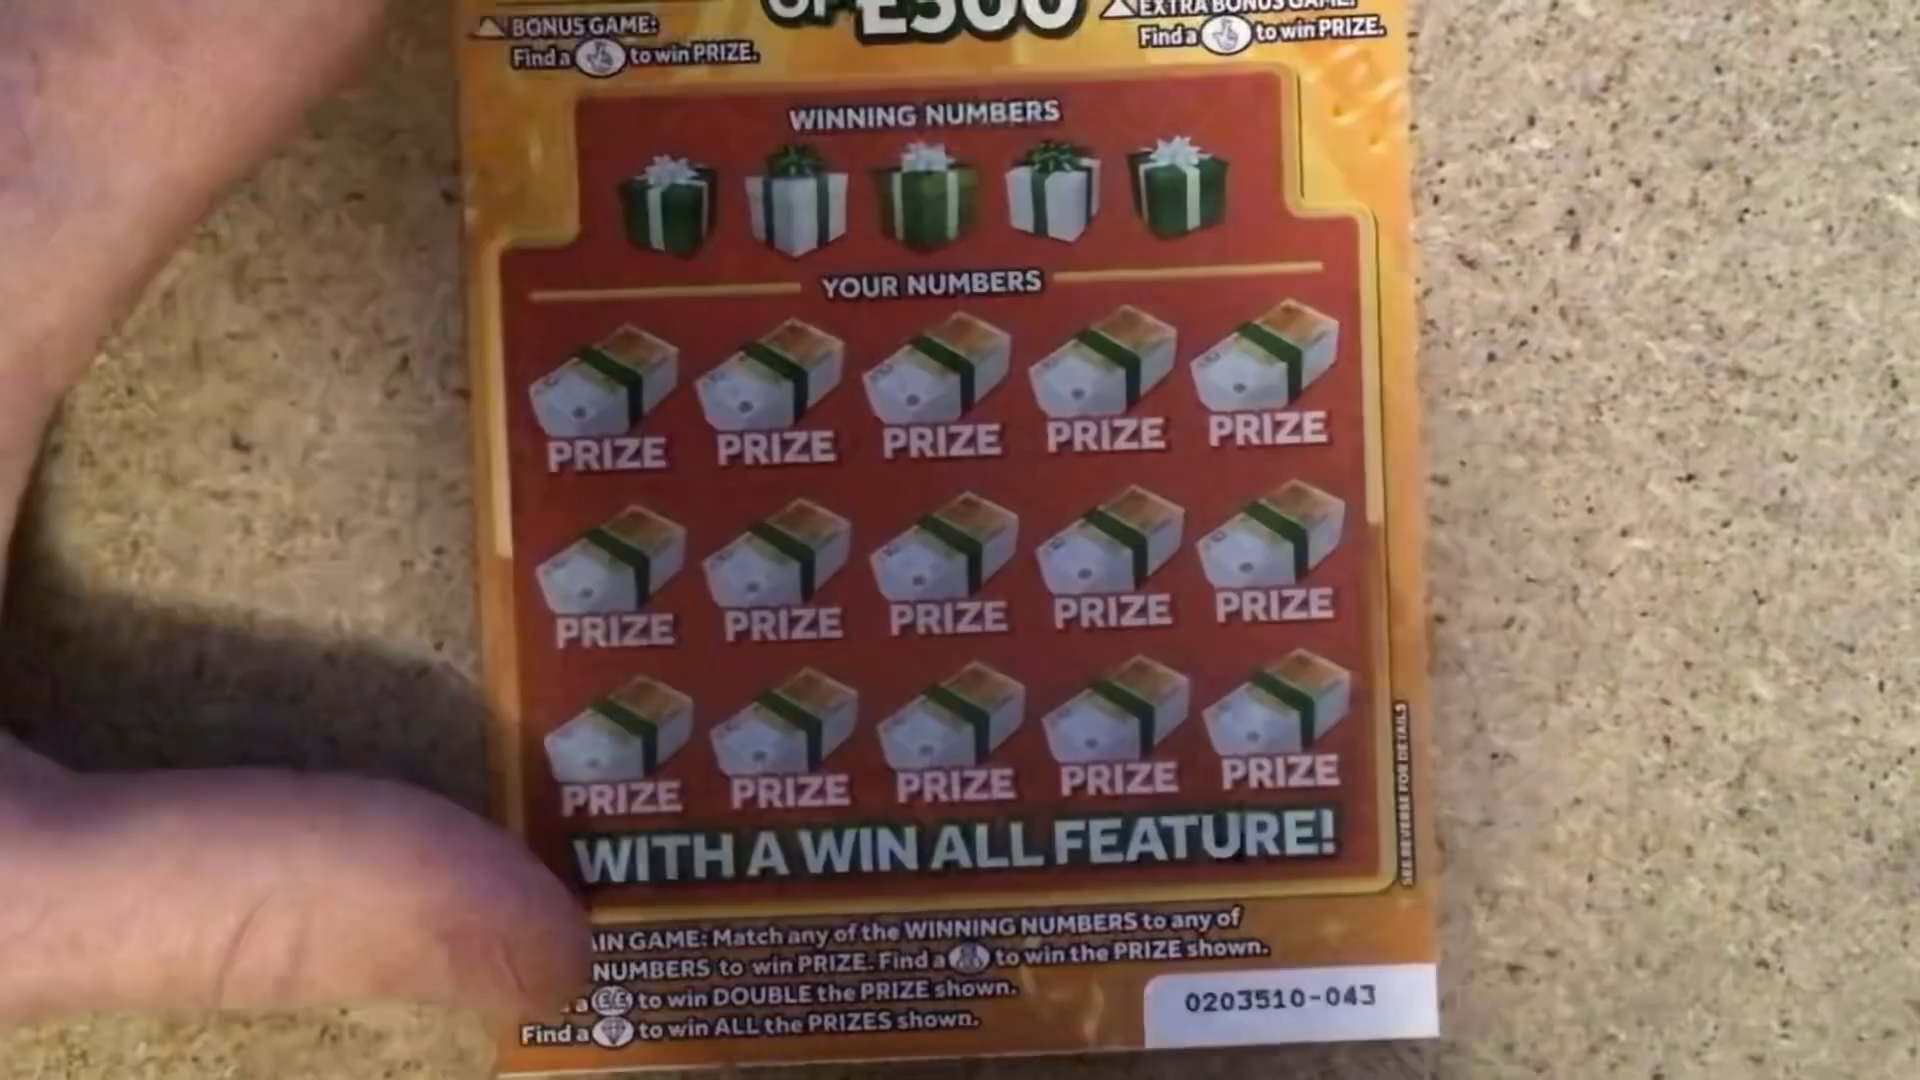 OF £500
BONUS GAME:
Find a to win PRIZE.
EXTRA BONUS GAME:
Find a to win PRIZE.
WINNING NUMBERS
YOUR NUMBERS
PRIZE PRIZE PRIZE PRIZE PRIZE
PRIZE PRIZE PRIZE PRIZE PRIZE
PRIZE PRIZE PRIZE PRIZE PRIZE
WITH A WIN ALL FEATURE!
SEE REVERSE FOR DETAILS
GAME: Match any of the WINNING NUMBERS to any of
NUMBERS to win PRIZE. Find a to win the PRIZE shown.
a ££ to win DOUBLE the PRIZE shown.
Find a to win ALL the PRIZES shown.
0203510-043